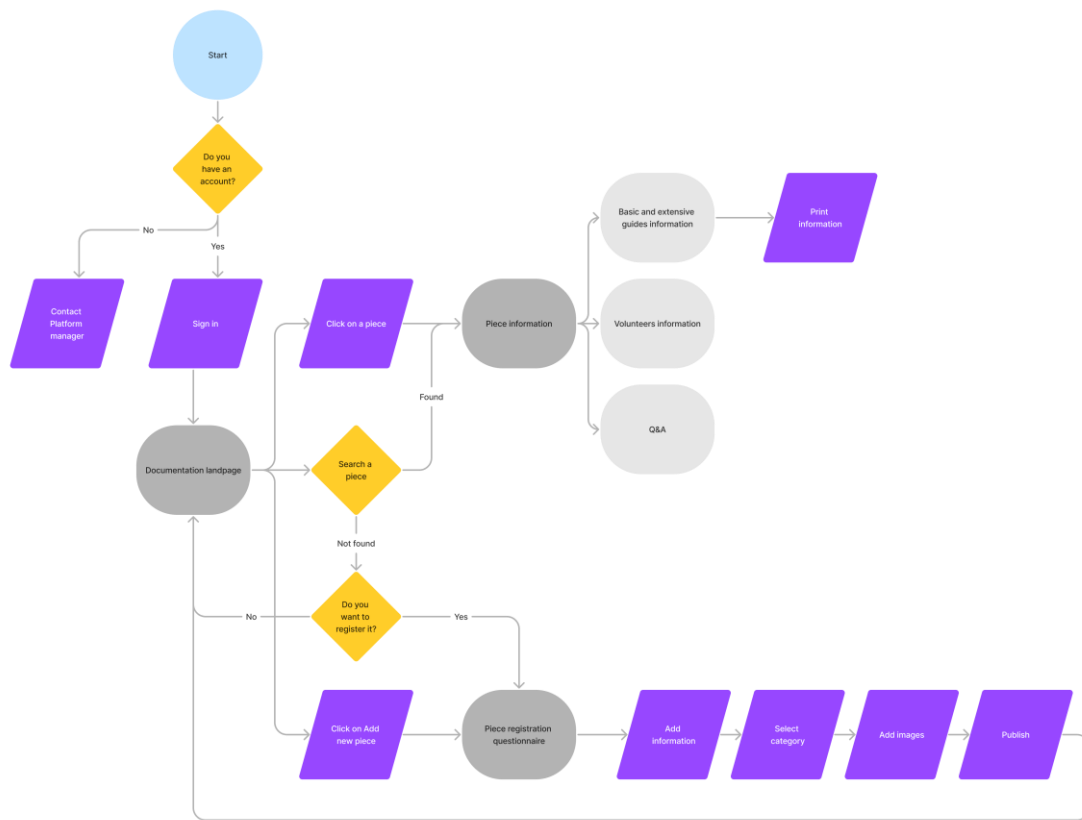 Start
Do you
have an
account?
No
Yes
Contact
Platform
manager
Sign in
Click on a piece
Piece information
Basic and extensive
guides information
Print
information
Volunteers information
Q&A
Found
Documentation landpage
Search a
piece
Not found
Do you
want to
register it?
No
Yes
Click on Add
new piece
Piece registration
questionnaire
Add
information
Select
category
Add images
Publish